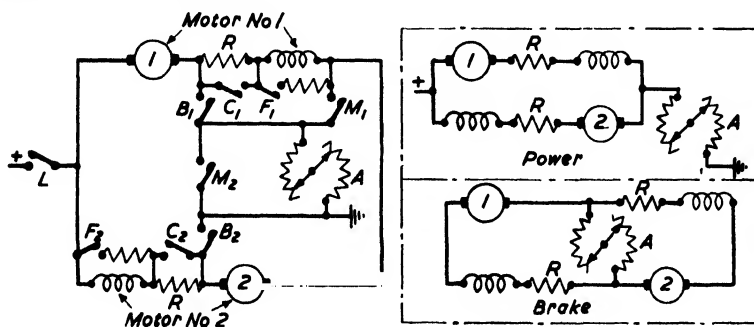 Motor No 1
1
R
B1
C1
F1
M1
A
+
L
M2
F2
C2
B2
R
2
Motor No 2
1
R
+
R
2
A
Power
1
R
A
R
2
Brake